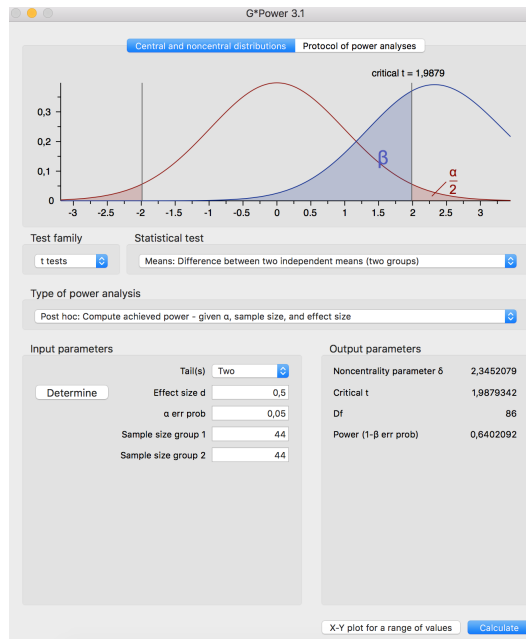 G*Power 3.1
Central and noncentral distributions Protocol of power analyses
critical t = 1,9879
0,3
0,2
0,1
0
β
α
2
-3 -2.5 -2 -1.5 -1 -0.5 0 0.5 1 1.5 2 2.5 3
Test family Statistical test
t tests Means: Difference between two independent means (two groups)
Type of power analysis
Post hoc: Compute achieved power - given α, sample size, and effect size
Input parameters Output parameters
Tail(s) Two Noncentrality parameter δ 2,3452079
Determine Effect size d 0,5 Critical t 1,9879342
α err prob 0,05 Df 86
Sample size group 1 44 Power (1-β err prob) 0,6402092
Sample size group 2 44
X-Y plot for a range of values Calculate